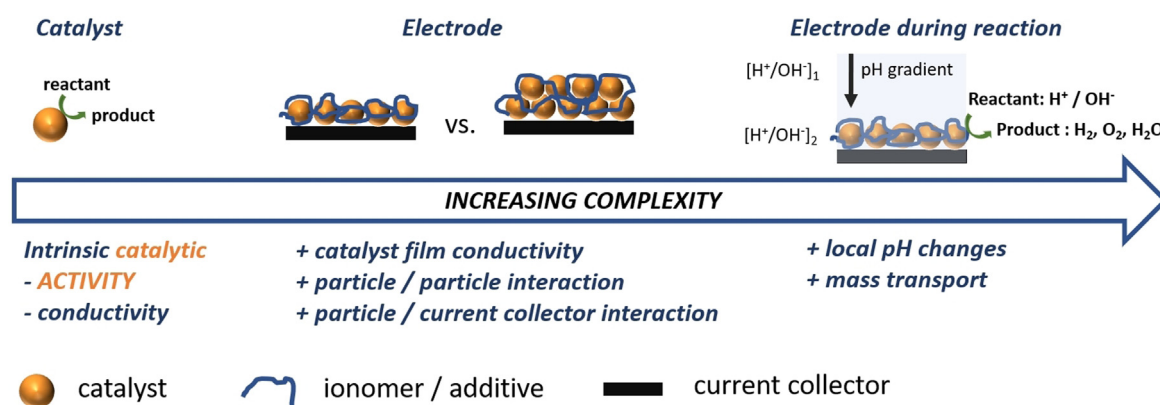 Catalyst
Electrode
Electrode during reaction
reactant
product
vs.
[H⁺/OH⁻]₁
pH gradient
[H⁺/OH⁻]₂
Reactant: H⁺ / OH⁻
Product : H₂, O₂, H₂O
INCREASING COMPLEXITY
Intrinsic catalytic
- ACTIVITY
- conductivity
+ catalyst film conductivity
+ particle / particle interaction
+ particle / current collector interaction
+ local pH changes
+ mass transport
catalyst
ionomer / additive
current collector